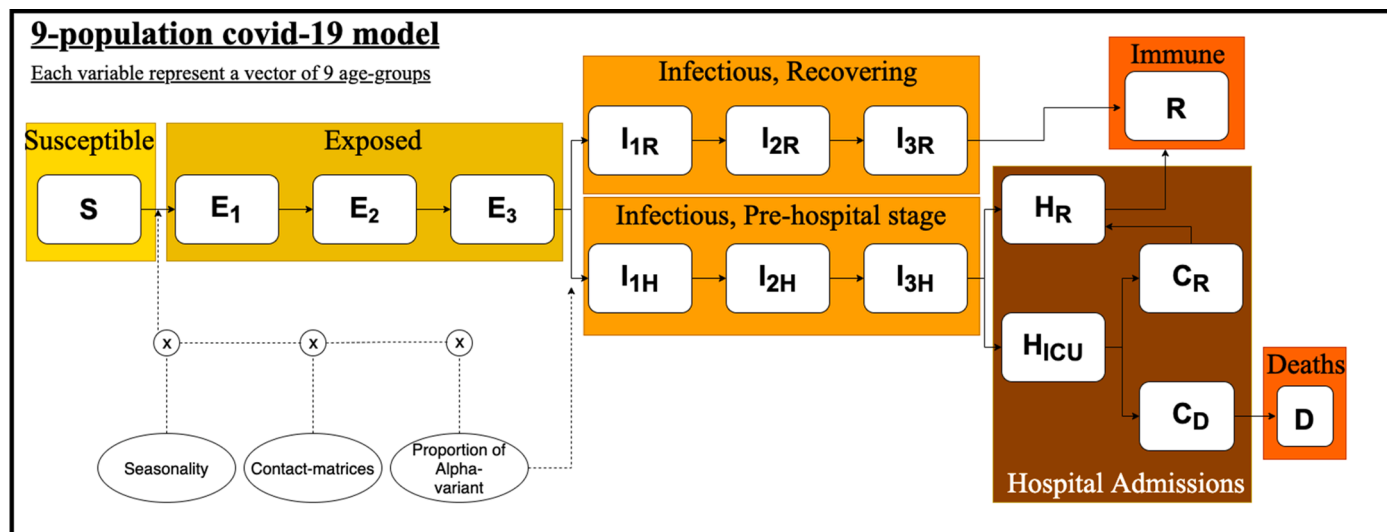 9-population covid-19 model
Each variable represent a vector of 9 age-groups
Susceptible
S
Exposed
E1
E2
E3
Infectious, Recovering
I1R
I2R
I3R
Infectious, Pre-hospital stage
I1H
I2H
I3H
Immune
R
HR
CR
HICU
CD
Hospital Admissions
Deaths
D
x
x
x
Seasonality
Contact-matrices
Proportion of
Alpha-
variant